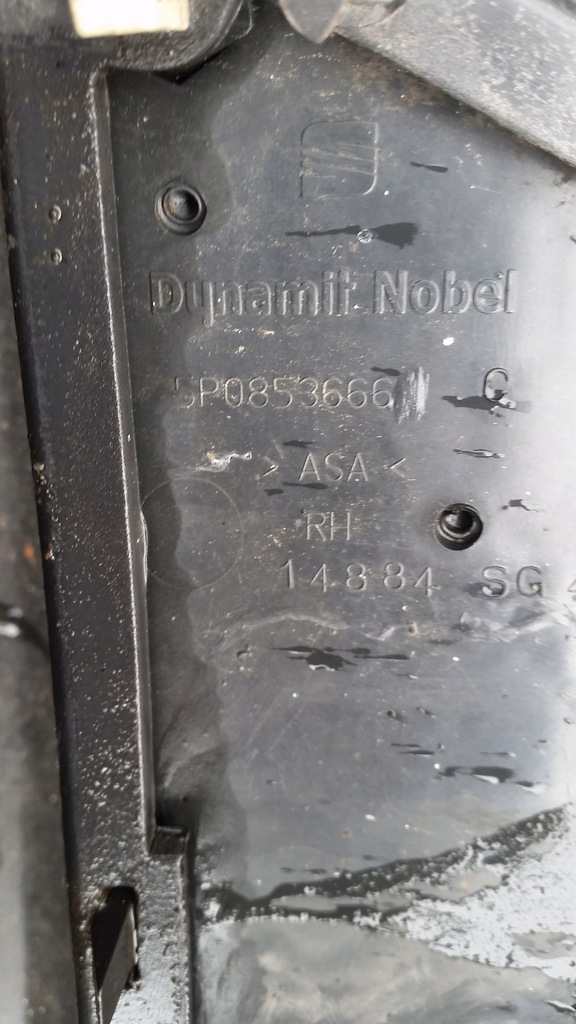 Dynamit Nobel
5P0853666 C
> ASA <
RH
14884 SG